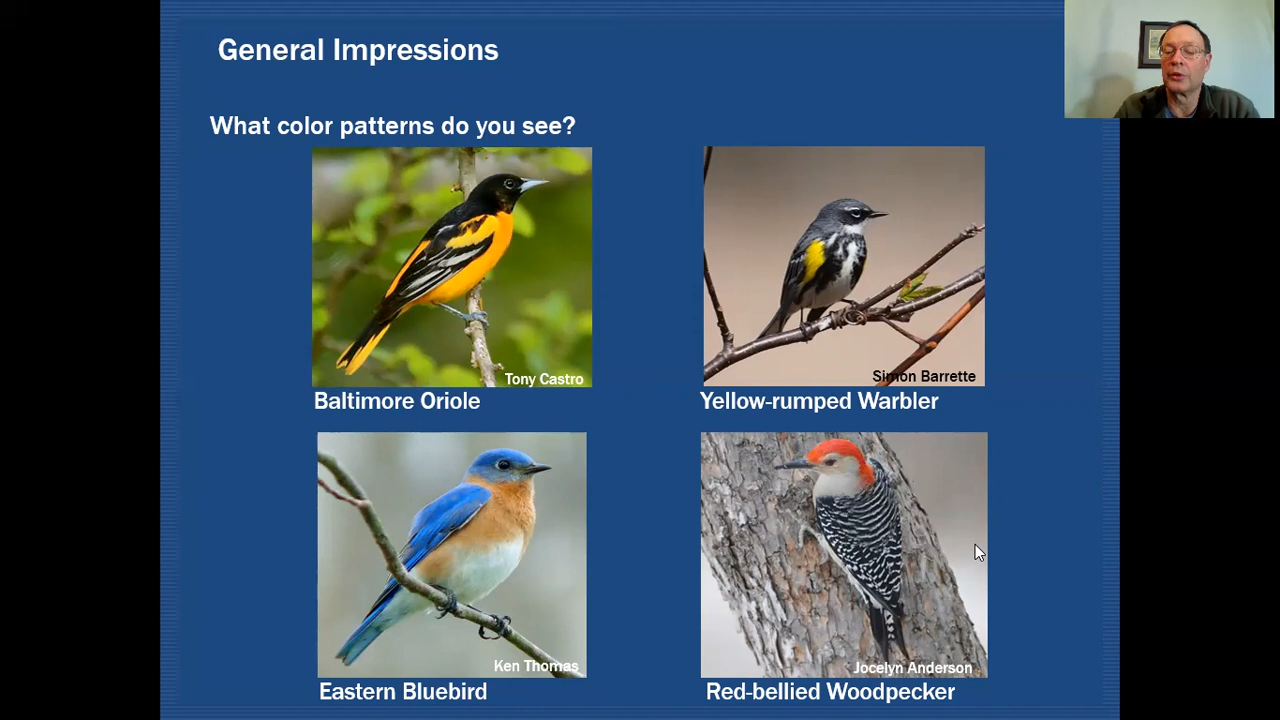 General Impressions
What color patterns do you see?
Tony Castro
Simon Barrette
Baltimore Oriole
Yellow-rumped Warbler
Ken Thomas
Jocelyn Anderson
Eastern Bluebird
Red-bellied Woodpecker